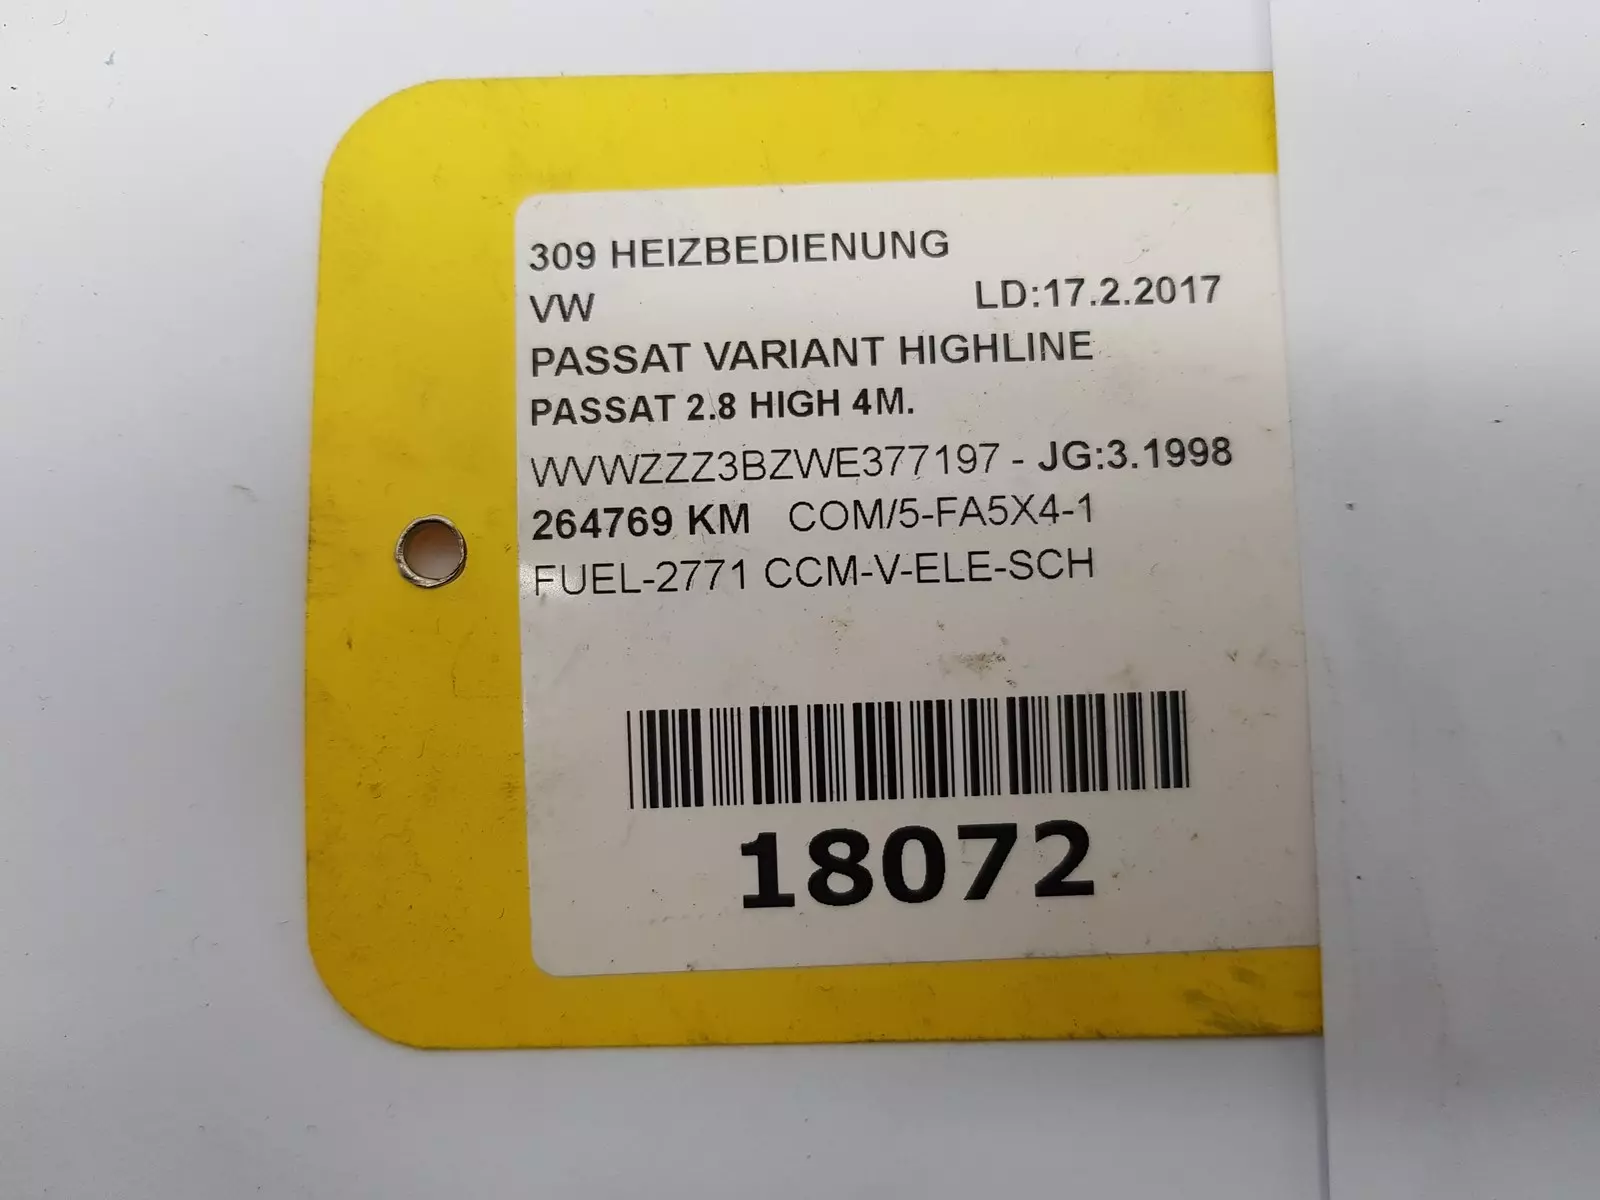 309 HEIZBEDIENUNG
VW LD:17.2.2017
PASSAT VARIANT HIGHLINE
PASSAT 2.8 HIGH 4M.
WVWZZZ3BZWE377197 - JG:3.1998
264769 KM COM/5-FA5X4-1
FUEL-2771 CCM-V-ELE-SCH
18072